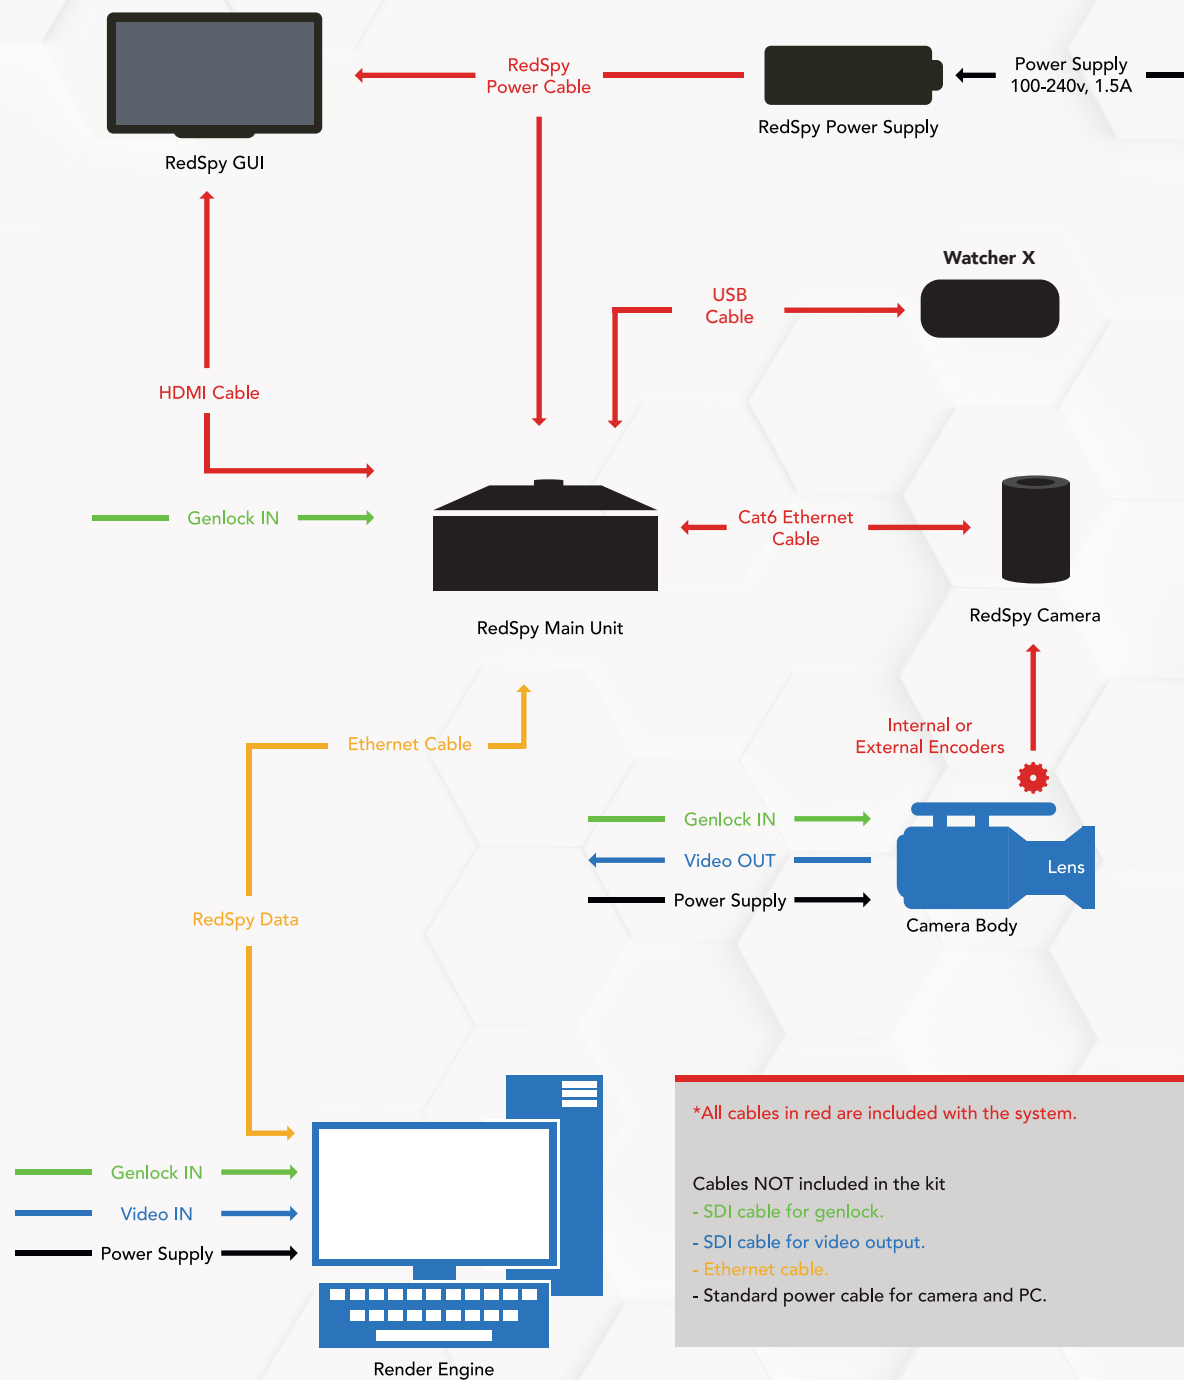 RedSpy
Power Cable
Power Supply
100-240v, 1.5A
RedSpy Power Supply
RedSpy GUI
Watcher X
USB
Cable
HDMI Cable
Genlock IN
Cat6 Ethernet
Cable
RedSpy Main Unit
RedSpy Camera
Internal or
External Encoders
Ethernet Cable
Genlock IN
Video OUT
Lens
Power Supply
Camera Body
RedSpy Data
*All cables in red are included with the system.
Genlock IN
Video IN
Power Supply
Cables NOT included in the kit
- SDI cable for genlock.
- SDI cable for video output.
- Ethernet cable.
- Standard power cable for camera and PC.
Render Engine